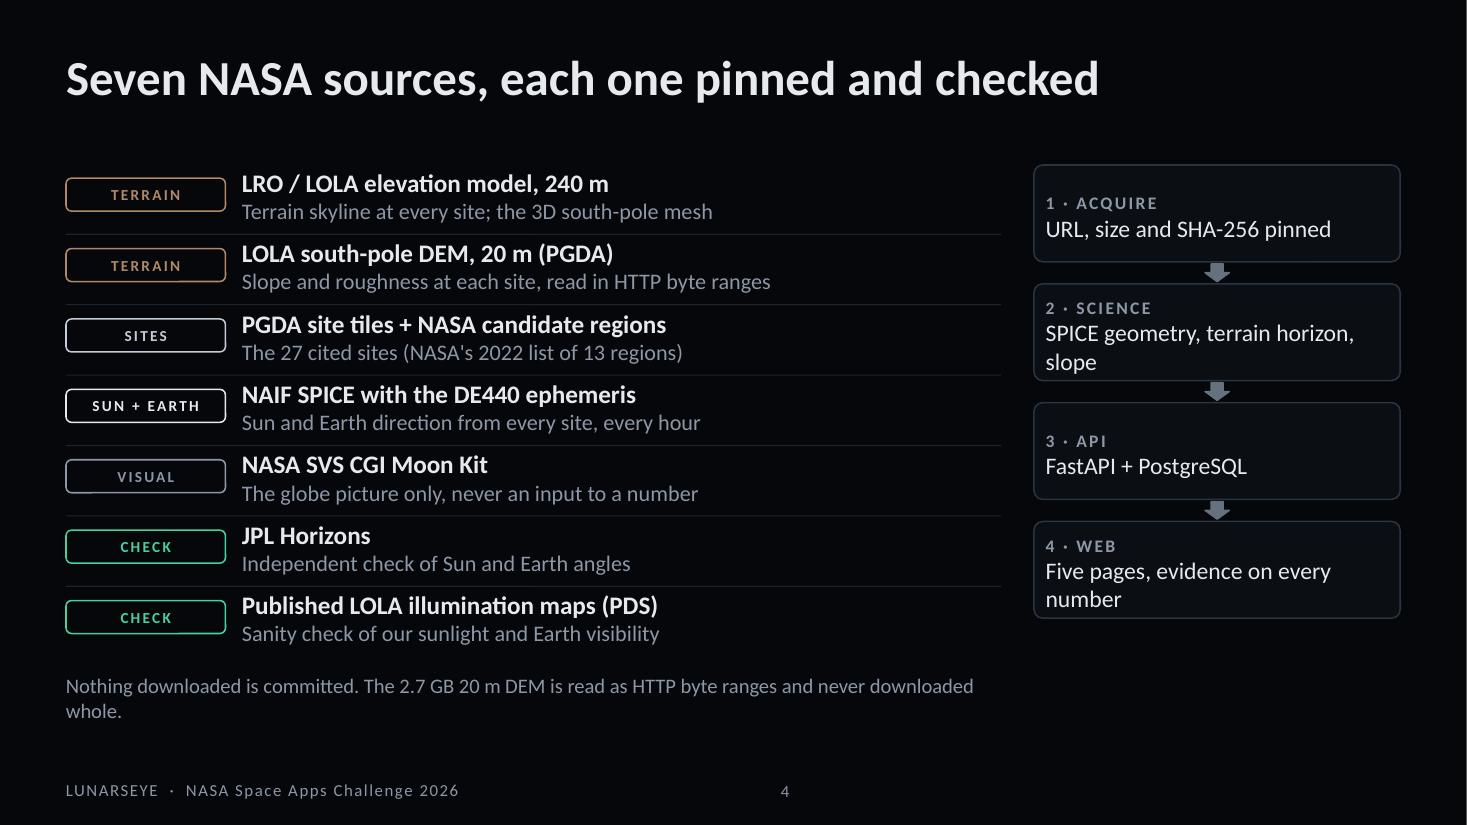 Seven NASA sources, each one pinned and checked
TERRAIN
LRO / LOLA elevation model, 240 m
Terrain skyline at every site; the 3D south-pole mesh
TERRAIN
LOLA south-pole DEM, 20 m (PGDA)
Slope and roughness at each site, read in HTTP byte ranges
SITES
PGDA site tiles + NASA candidate regions
The 27 cited sites (NASA's 2022 list of 13 regions)
SUN + EARTH
NAIF SPICE with the DE440 ephemeris
Sun and Earth direction from every site, every hour
VISUAL
NASA SVS CGI Moon Kit
The globe picture only, never an input to a number
CHECK
JPL Horizons
Independent check of Sun and Earth angles
CHECK
Published LOLA illumination maps (PDS)
Sanity check of our sunlight and Earth visibility
Nothing downloaded is committed. The 2.7 GB 20 m DEM is read as HTTP byte ranges and never downloaded
whole.
1 · ACQUIRE
URL, size and SHA-256 pinned
2 · SCIENCE
SPICE geometry, terrain horizon,
slope
3 · API
FastAPI + PostgreSQL
4 · WEB
Five pages, evidence on every
number
LUNARSEYE · NASA Space Apps Challenge 2026
4